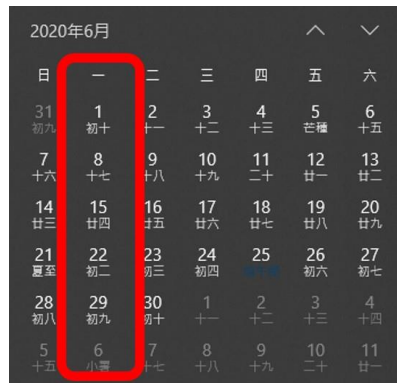 2020年6月
日 一 二 三 四 五 六
31 1 2 3 4 5 6
初九 初十 十一 十二 十三 芒種 十五
7 8 9 10 11 12 13
十六 十七 十八 十九 二十 廿一 廿二
14 15 16 17 18 19 20
廿三 廿四 廿五 廿六 廿七 廿八 廿九
21 22 23 24 25 26 27
夏至 初二 初三 初四 初六 初七
28 29 30 1 2 3 4
初八 初九 初十 十一 十二 十三 十四
5 6 7 8 9 10 11
十五 小暑 十七 十八 十九 二十 廿一